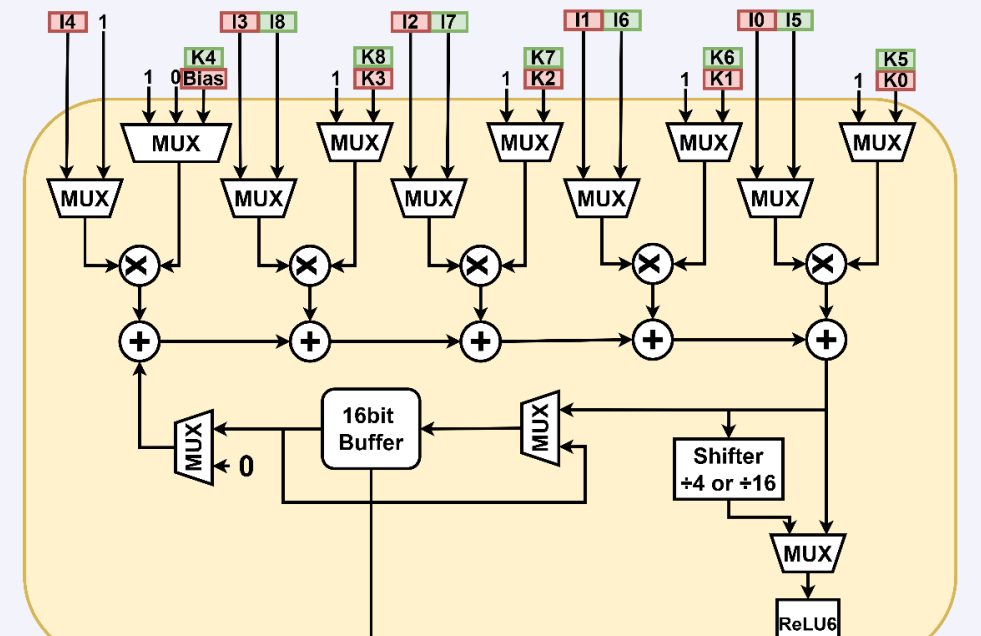 I4 1 I3 I8 I2 I7 I1 I6 I0 I5
K4 K8 K7 K6 K5
1 0 Bias 1 K3 1 K2 1 K1 1 K0
MUX MUX MUX MUX MUX
MUX MUX MUX MUX MUX
X X X X X
+ + + + +
MUX
0
16bit
Buffer
MUX
Shifter
÷4 or ÷16
MUX
ReLU6